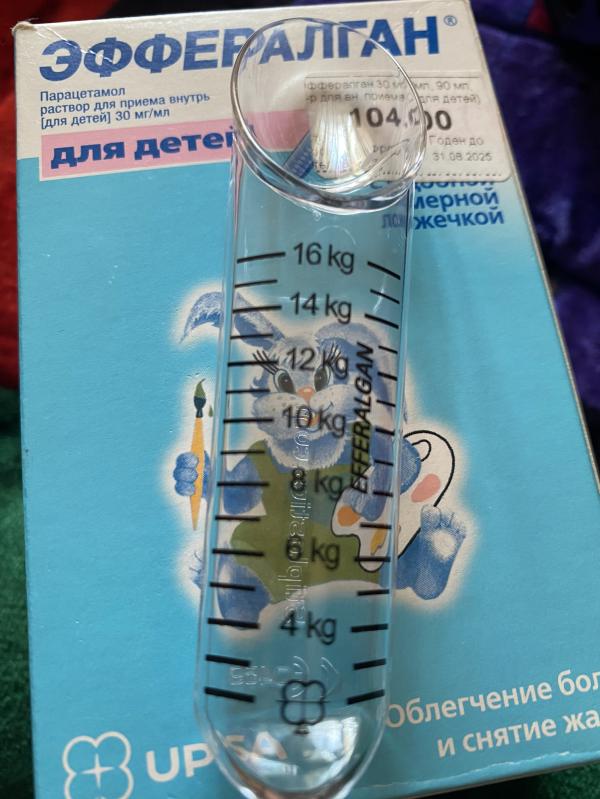 ЭФФЕРАЛГАН®
Парацетамол
раствор для приема внутрь
[для детей] 30 мг/мл
для детей
104.00
Годен до
31.08.2025
мерной
16 kg
14 kg
12 kg
10 kg
8 kg
6 kg
4 kg
EFFERALGAN
UPSA
Облегчение бол
и снятие жа